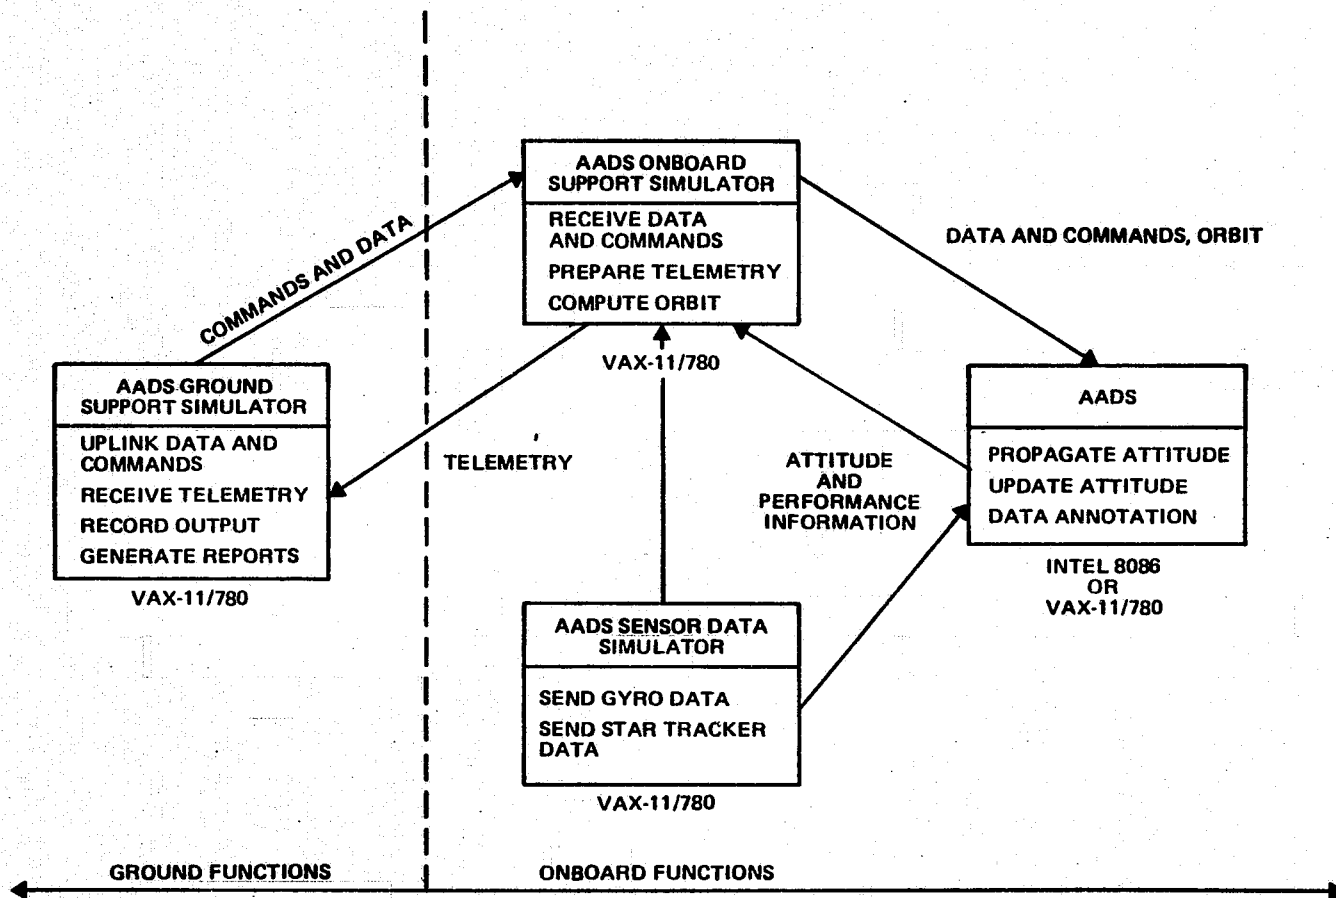 AADS ONBOARD
SUPPORT SIMULATOR
RECEIVE DATA
AND COMMANDS
PREPARE TELEMETRY
COMPUTE ORBIT
VAX-11/780
COMMANDS AND DATA
DATA AND COMMANDS, ORBIT
AADS GROUND
SUPPORT SIMULATOR
UPLINK DATA AND
COMMANDS
RECEIVE TELEMETRY
RECORD OUTPUT
GENERATE REPORTS
VAX-11/780
TELEMETRY
ATTITUDE
AND
PERFORMANCE
INFORMATION
AADS
PROPAGATE ATTITUDE
UPDATE ATTITUDE
DATA ANNOTATION
INTEL 8086
OR
VAX-11/780
AADS SENSOR DATA
SIMULATOR
SEND GYRO DATA
SEND STAR TRACKER
DATA
VAX-11/780
GROUND FUNCTIONS
ONBOARD FUNCTIONS